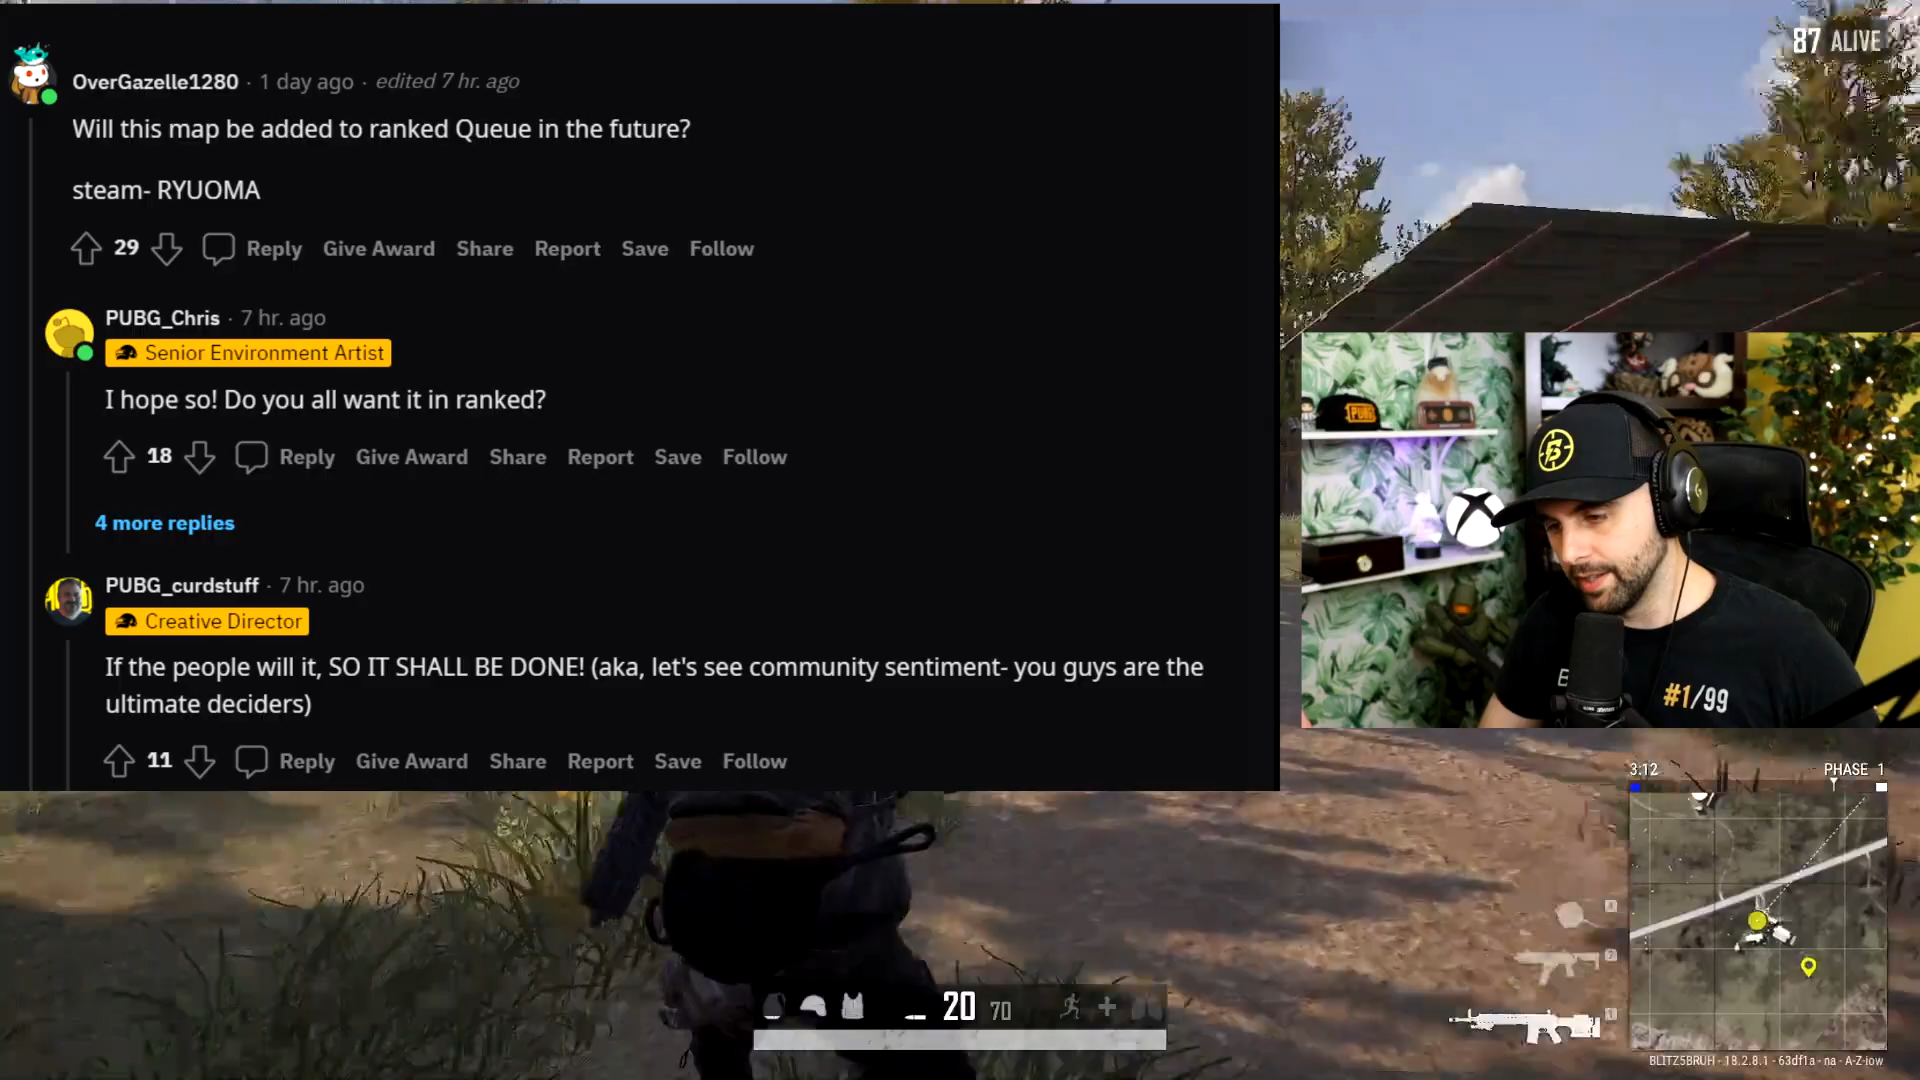 OverGazelle1280 · 1 day ago · edited 7 hr. ago
Will this map be added to ranked Queue in the future?
steam- RYUOMA
29 Reply Give Award Share Report Save Follow
PUBG_Chris · 7 hr. ago
Senior Environment Artist
I hope so! Do you all want it in ranked?
18 Reply Give Award Share Report Save Follow
4 more replies
PUBG_curdstuff · 7 hr. ago
Creative Director
If the people will it, SO IT SHALL BE DONE! (aka, let's see community sentiment- you guys are the
ultimate deciders)
11 Reply Give Award Share Report Save Follow
87 ALIVE
PUBG
#1/99
3:12 PHASE 1
20 70
BLITZ5BRUH - 18.2.8.1 - 63df1a - na - A-Z-iow